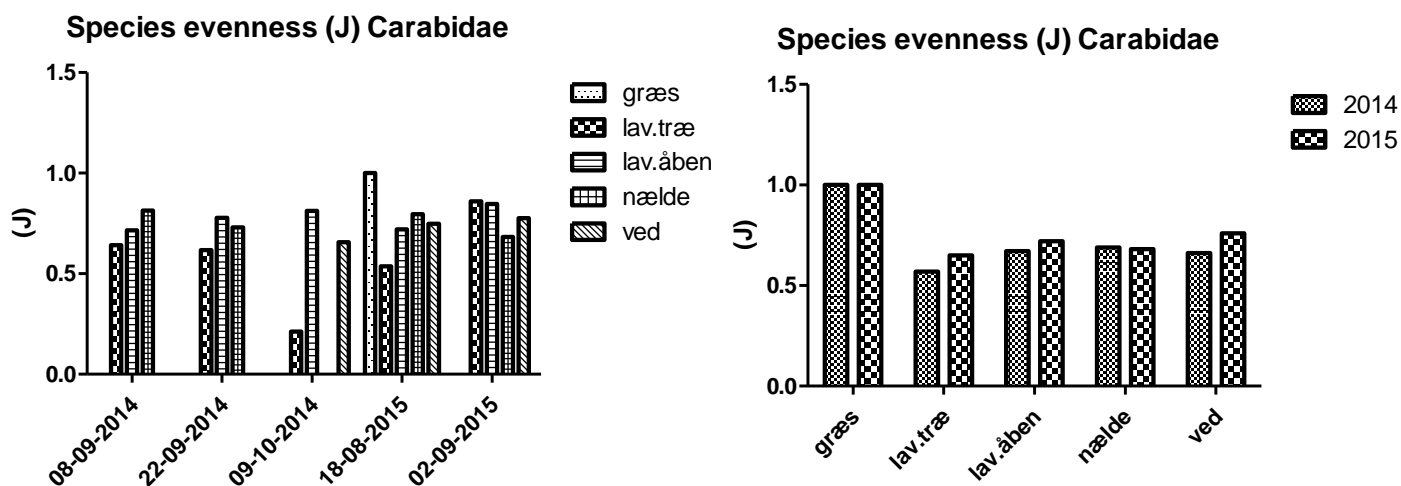 Species evenness (J) Carabidae
1.5
1.0
0.5
0.0
(J)
08-09-2014
22-09-2014
09-10-2014
18-08-2015
02-09-2015
græs
lav.træ
lav.åben
nælde
ved
Species evenness (J) Carabidae
1.5
1.0
0.5
0.0
(J)
græs
lav.træ
lav.åben
nælde
ved
2014
2015